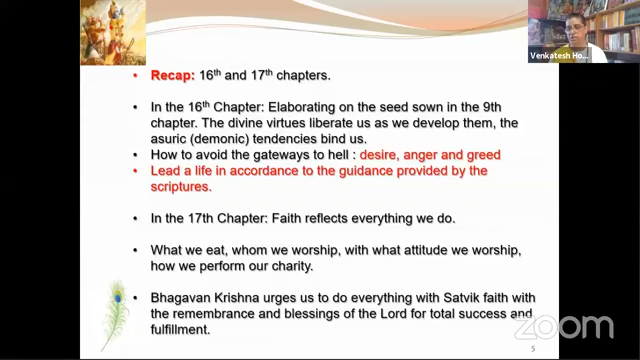 Venkatesh Ho...
• Recap: 16th and 17th chapters.
• In the 16th Chapter: Elaborating on the seed sown in the 9th
chapter. The divine virtues liberate us as we develop them, the
asuric (demonic) tendencies bind us.
• How to avoid the gateways to hell : desire, anger and greed
• Lead a life in accordance to the guidance provided by the
scriptures.
• In the 17th Chapter: Faith reflects everything we do.
• What we eat, whom we worship, with what attitude we worship,
how we perform our charity.
• Bhagavan Krishna urges us to do everything with Satvik faith with
the remembrance and blessings of the Lord for total success and
fulfillment.
zoom
5